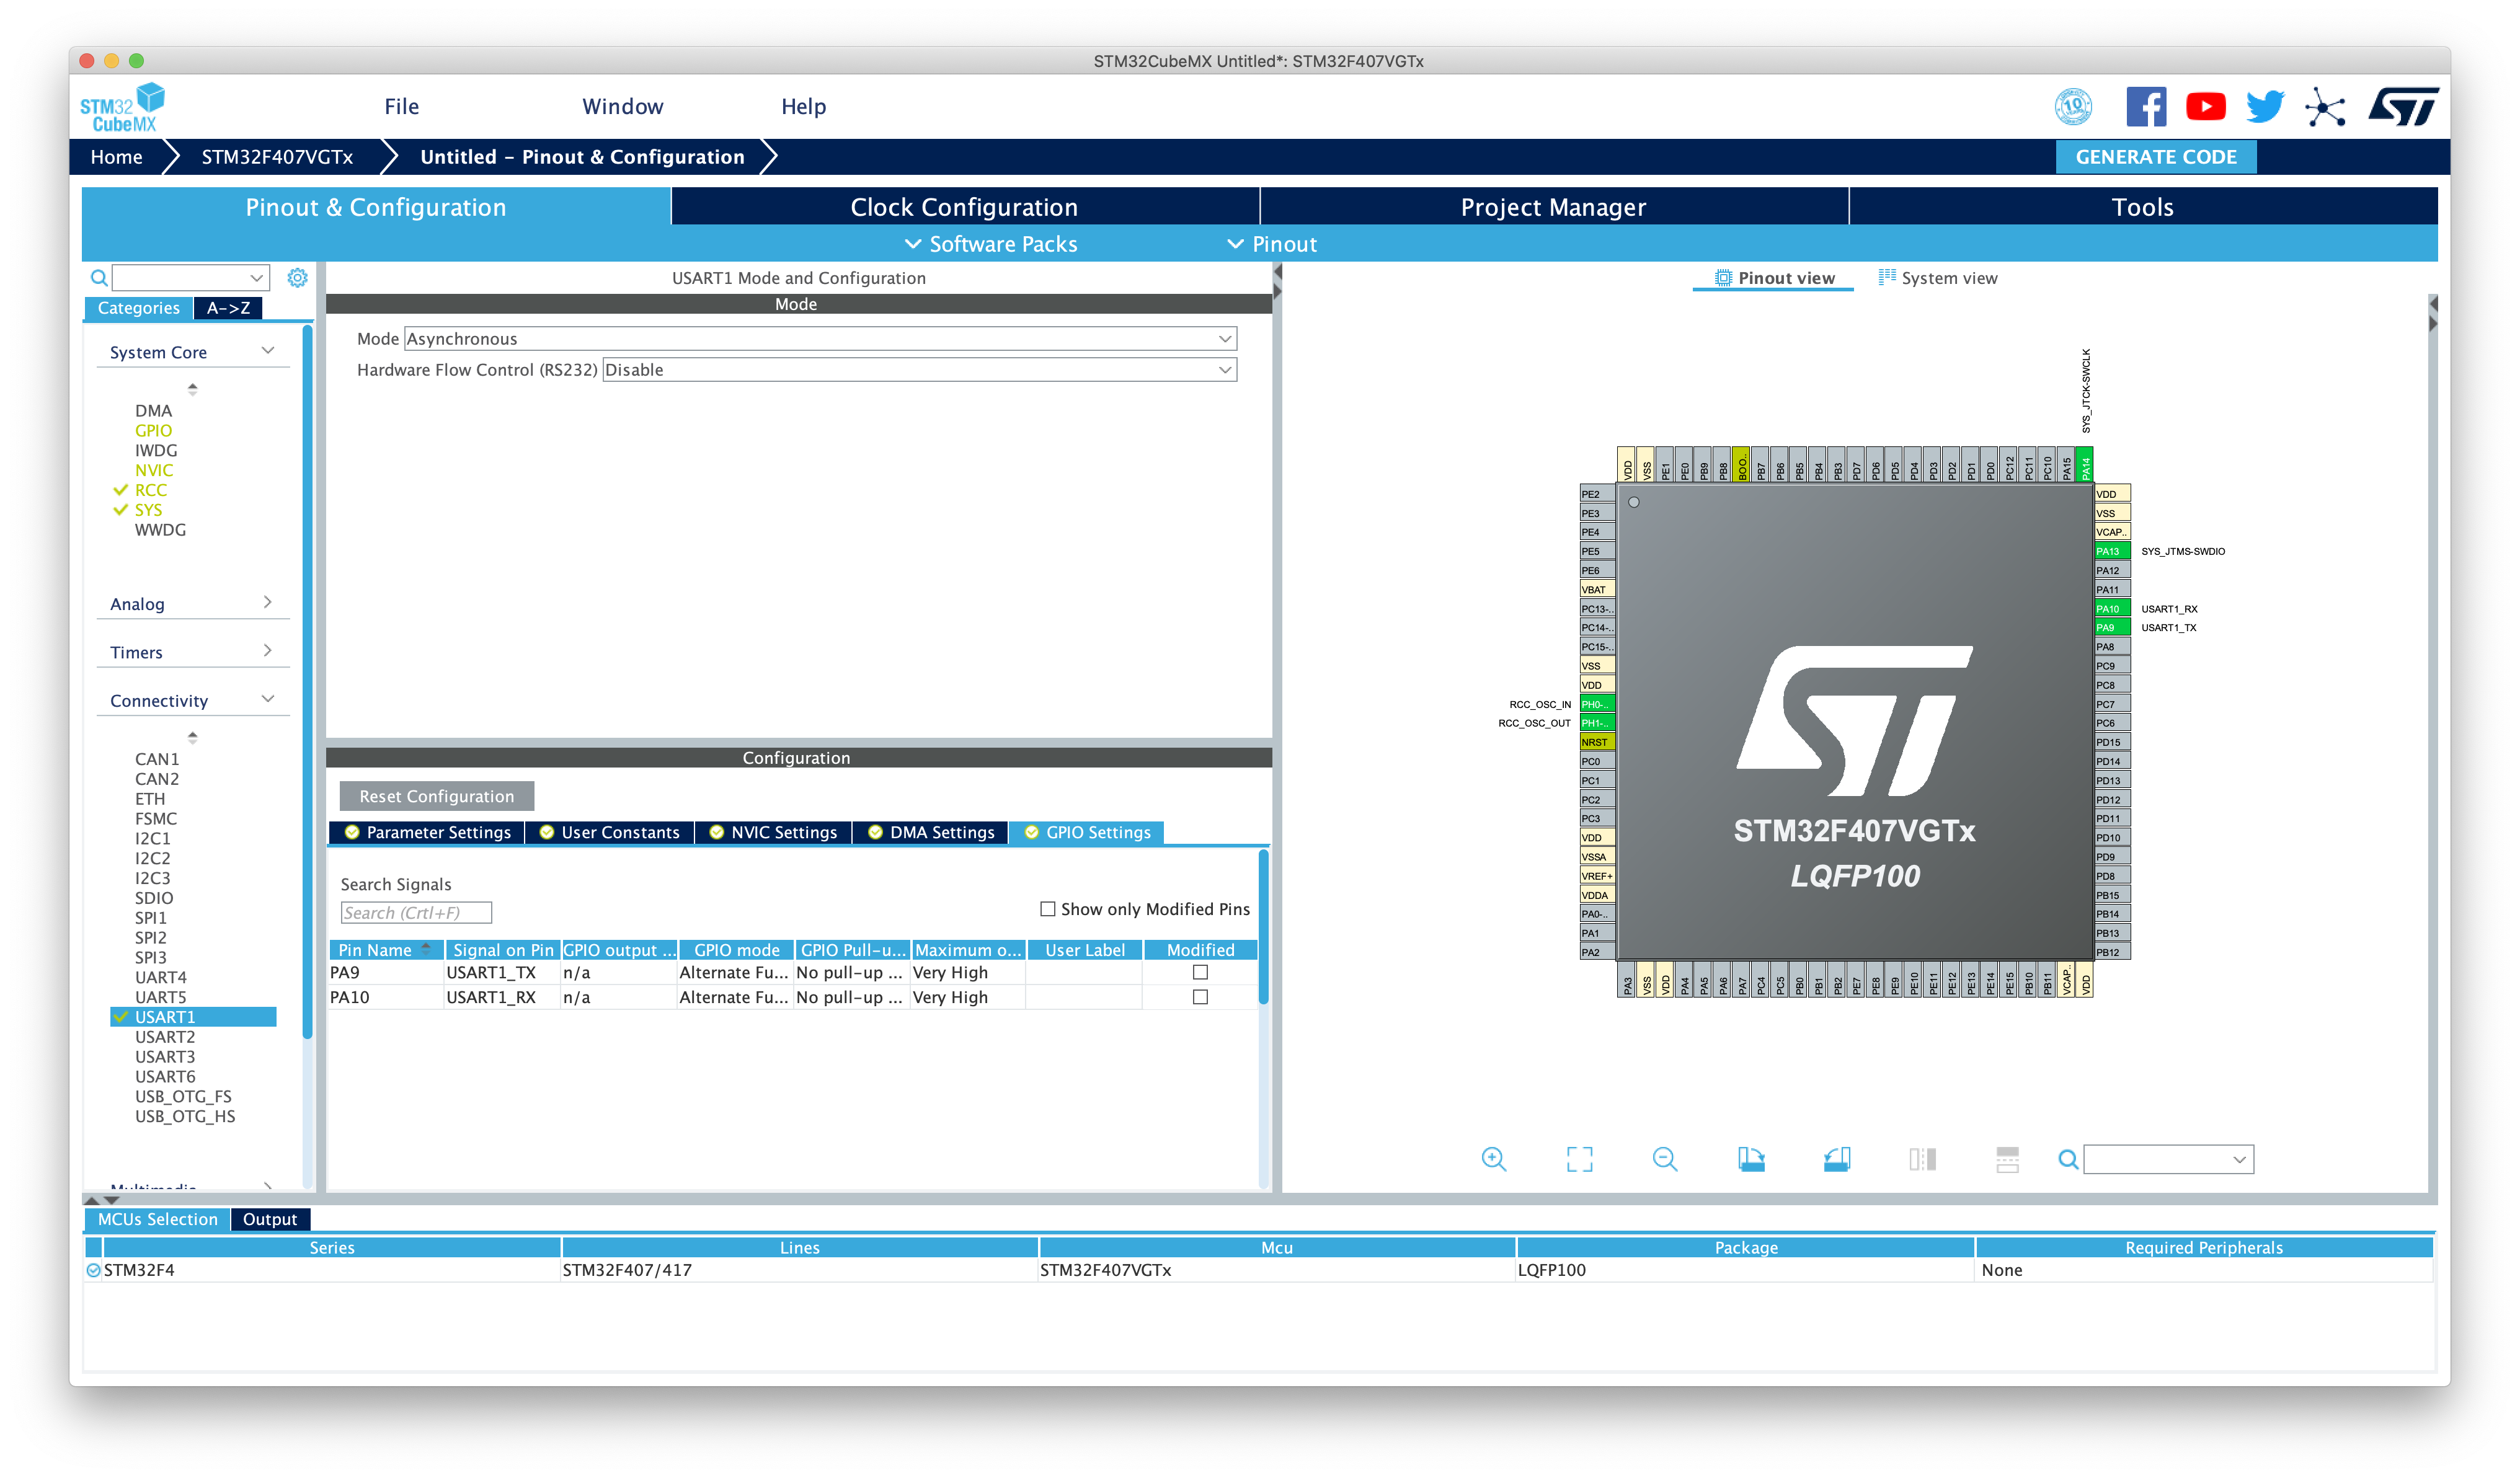 STM32CubeMX Untitled*: STM32F407VGTx
STM32 CubeMX
File Window Help
10
Home STM32F407VGTx Untitled – Pinout & Configuration GENERATE CODE
Pinout & Configuration Clock Configuration Project Manager Tools
Software Packs Pinout
Categories A->Z
System Core
DMA
GPIO
IWDG
NVIC
RCC
SYS
WWDG
Analog
Timers
Connectivity
CAN1
CAN2
ETH
FSMC
I2C1
I2C2
I2C3
SDIO
SPI1
SPI2
SPI3
UART4
UART5
USART1
USART2
USART3
USART6
USB_OTG_FS
USB_OTG_HS
Multimedia
USART1 Mode and Configuration
Mode
Mode Asynchronous
Hardware Flow Control (RS232) Disable
Configuration
Reset Configuration
Parameter Settings User Constants NVIC Settings DMA Settings GPIO Settings
Search Signals
Search (Crtl+F)
Show only Modified Pins
Pin Name Signal on Pin GPIO output ... GPIO mode GPIO Pull-u... Maximum o... User Label Modified
PA9 USART1_TX n/a Alternate Fu... No pull-up ... Very High
PA10 USART1_RX n/a Alternate Fu... No pull-up ... Very High
Pinout view System view
SYS_JTCK-SWCLK
VDD VSS PE1 PE0 PB9 PB8 BOO.. PB7 PB6 PB5 PB4 PB3 PD7 PD6 PD5 PD4 PD3 PD2 PD1 PD0 PC12 PC11 PC10 PA15 PA14
PE2
PE3
PE4
PE5
PE6
VBAT
PC13-..
PC14-..
PC15-..
VSS
VDD
RCC_OSC_IN PH0-..
RCC_OSC_OUT PH1-..
NRST
PC0
PC1
PC2
PC3
VDD
VSSA
VREF+
VDDA
PA0-..
PA1
PA2
STM32F407VGTx
LQFP100
VDD
VSS
VCAP..
PA13 SYS_JTMS-SWDIO
PA12
PA11
PA10 USART1_RX
PA9 USART1_TX
PA8
PC9
PC8
PC7
PC6
PD15
PD14
PD13
PD12
PD11
PD10
PD9
PD8
PB15
PB14
PB13
PB12
PA3 VSS VDD PA4 PA5 PA6 PA7 PC4 PC5 PB0 PB1 PB2 PE7 PE8 PE9 PE10 PE11 PE12 PE13 PE14 PE15 PB10 PB11 VCAP.. VDD
MCUs Selection Output
Series Lines Mcu Package Required Peripherals
STM32F4 STM32F407/417 STM32F407VGTx LQFP100 None